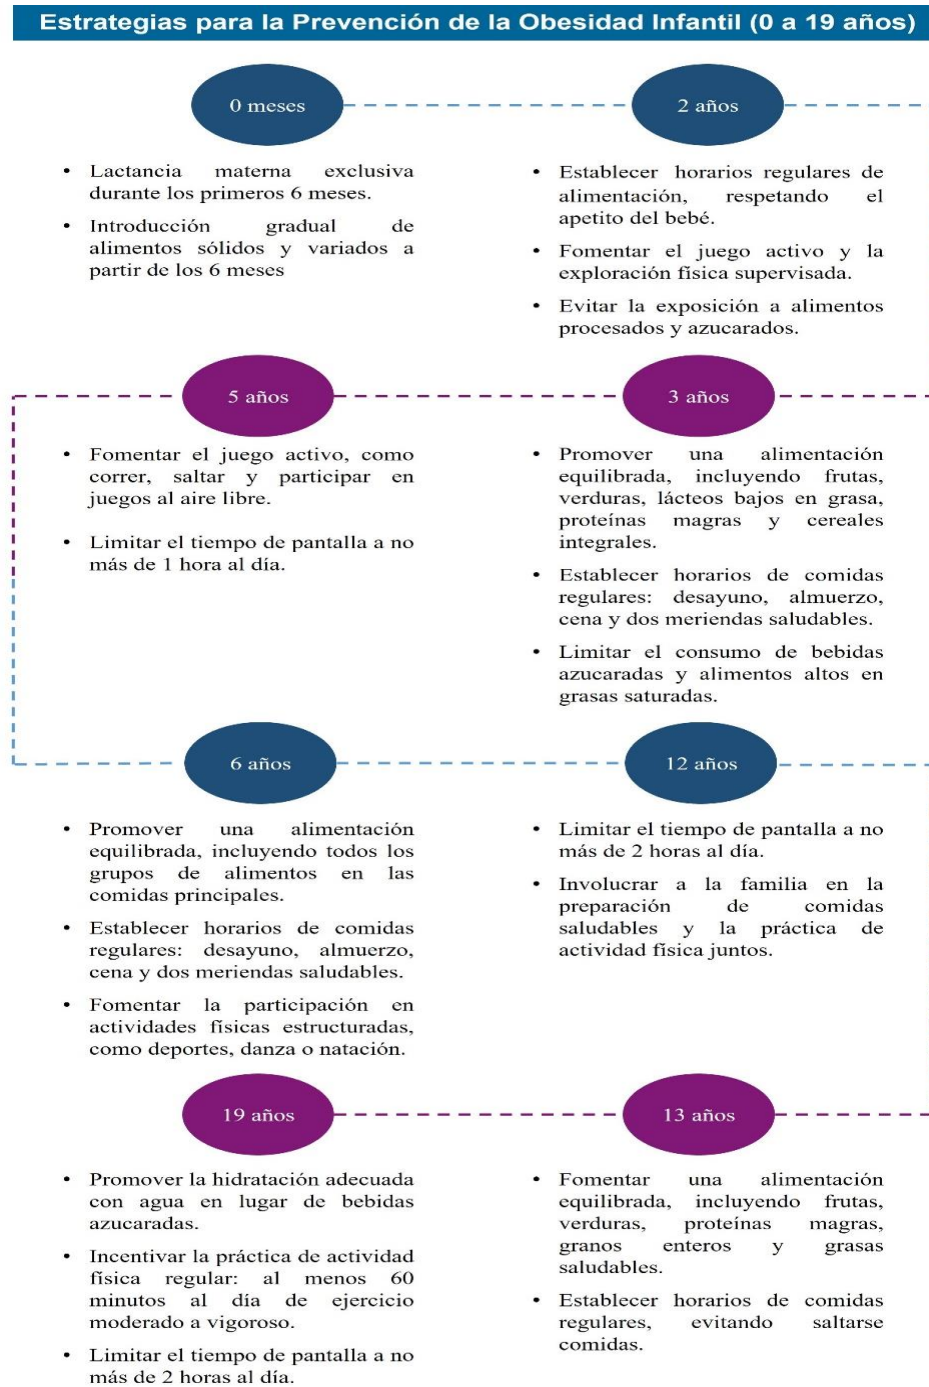 Estrategias para la Prevención de la Obesidad Infantil (0 a 19 años)
0 meses
• Lactancia materna exclusiva
durante los primeros 6 meses.
• Introducción gradual de
alimentos sólidos y variados a
partir de los 6 meses
2 años
• Establecer horarios regulares de
alimentación, respetando el
apetito del bebé.
• Fomentar el juego activo y la
exploración física supervisada.
• Evitar la exposición a alimentos
procesados y azucarados.
5 años
• Fomentar el juego activo, como
correr, saltar y participar en
juegos al aire libre.
• Limitar el tiempo de pantalla a no
más de 1 hora al día.
3 años
• Promover una alimentación
equilibrada, incluyendo frutas,
verduras, lácteos bajos en grasa,
proteínas magras y cereales
integrales.
• Establecer horarios de comidas
regulares: desayuno, almuerzo,
cena y dos meriendas saludables.
• Limitar el consumo de bebidas
azucaradas y alimentos altos en
grasas saturadas.
6 años
• Promover una alimentación
equilibrada, incluyendo todos los
grupos de alimentos en las
comidas principales.
• Establecer horarios de comidas
regulares: desayuno, almuerzo,
cena y dos meriendas saludables.
• Fomentar la participación en
actividades físicas estructuradas,
como deportes, danza o natación.
12 años
• Limitar el tiempo de pantalla a no
más de 2 horas al día.
• Involucrar a la familia en la
preparación de comidas
saludables y la práctica de
actividad física juntos.
19 años
• Promover la hidratación adecuada
con agua en lugar de bebidas
azucaradas.
• Incentivar la práctica de actividad
física regular: al menos 60
minutos al día de ejercicio
moderado a vigoroso.
• Limitar el tiempo de pantalla a no
más de 2 horas al día.
13 años
• Fomentar una alimentación
equilibrada, incluyendo frutas,
verduras, proteínas magras,
granos enteros y grasas
saludables.
• Establecer horarios de comidas
regulares, evitando saltarse
comidas.